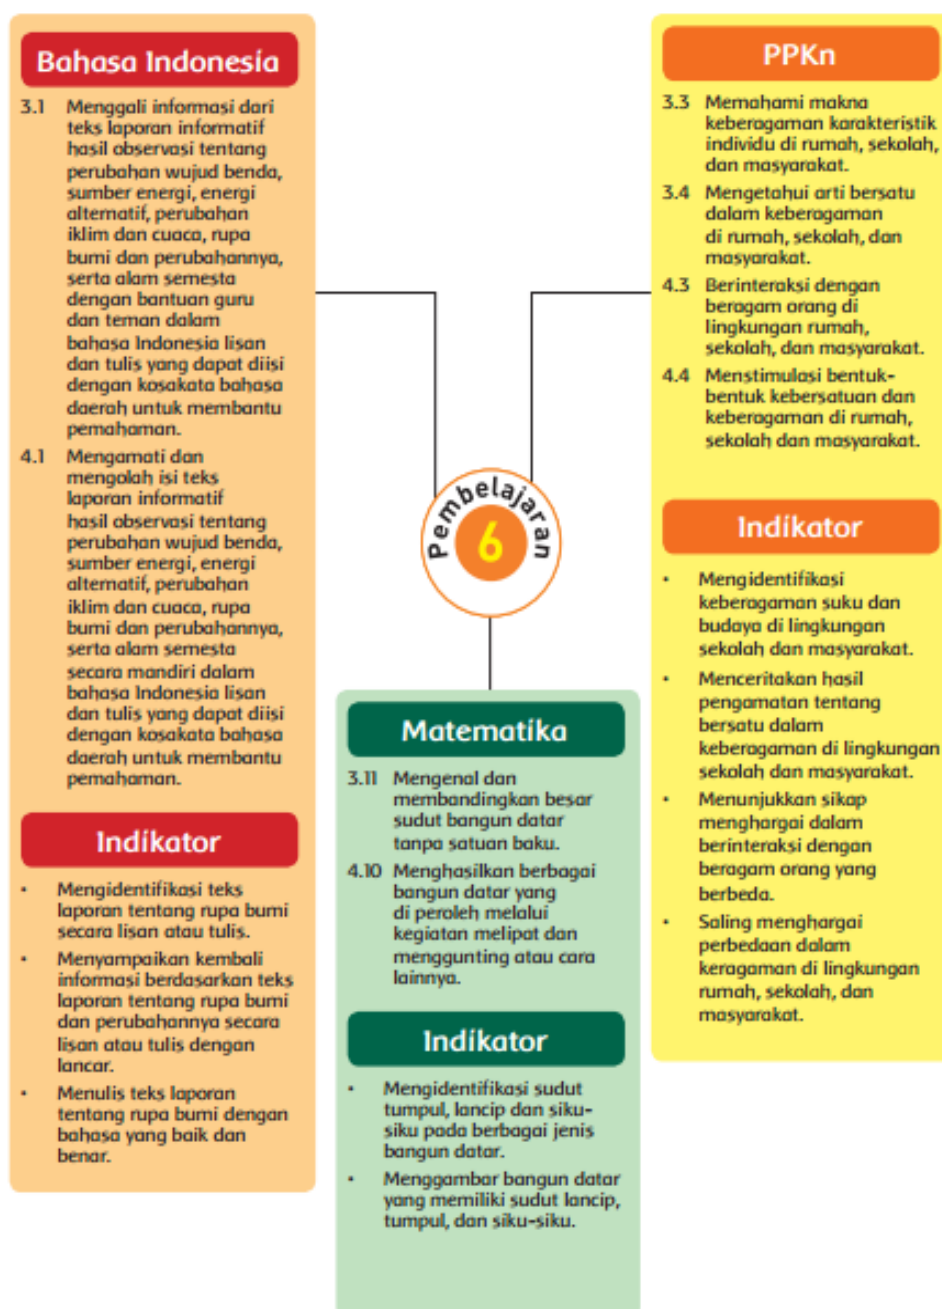 Bahasa Indonesia
3.1 Menggali informasi dari
teks laporan informatif
hasil observasi tentang
perubahan wujud benda,
sumber energi, energi
alternatif, perubahan
iklim dan cuaca, rupa
bumi dan perubahannya,
serta alam semesta
dengan bantuan guru
dan teman dalam
bahasa Indonesia lisan
dan tulis yang dapat diisi
dengan kosakata bahasa
daerah untuk membantu
pemahaman.
4.1 Mengamati dan
mengolah isi teks
laporan informatif
hasil observasi tentang
perubahan wujud benda,
sumber energi, energi
alternatif, perubahan
iklim dan cuaca, rupa
bumi dan perubahannya,
serta alam semesta
secara mandiri dalam
bahasa Indonesia lisan
dan tulis yang dapat diisi
dengan kosakata bahasa
daerah untuk membantu
pemahaman.
Indikator
• Mengidentifikasi teks
laporan tentang rupa bumi
secara lisan atau tulis.
• Menyampaikan kembali
informasi berdasarkan teks
laporan tentang rupa bumi
dan perubahannya secara
lisan atau tulis dengan
lancar.
• Menulis teks laporan
tentang rupa bumi dengan
bahasa yang baik dan
benar.
Pembelajaran
6
Matematika
3.11 Mengenal dan
membandingkan besar
sudut bangun datar
tanpa satuan baku.
4.10 Menghasilkan berbagai
bangun datar yang
di peroleh melalui
kegiatan melipat dan
menggunting atau cara
lainnya.
Indikator
• Mengidentifikasi sudut
tumpul, lancip dan siku-
siku pada berbagai jenis
bangun datar.
• Menggambar bangun datar
yang memiliki sudut lancip,
tumpul, dan siku-siku.
PPKn
3.3 Memahami makna
keberagaman karakteristik
individu di rumah, sekolah,
dan masyarakat.
3.4 Mengetahui arti bersatu
dalam keberagaman
di rumah, sekolah, dan
masyarakat.
4.3 Berinteraksi dengan
beragam orang di
lingkungan rumah,
sekolah, dan masyarakat.
4.4 Menstimulasi bentuk-
bentuk kebersatuan dan
keberagaman di rumah,
sekolah dan masyarakat.
Indikator
• Mengidentifikasi
keberagaman suku dan
budaya di lingkungan
sekolah dan masyarakat.
• Menceritakan hasil
pengamatan tentang
bersatu dalam
keberagaman di lingkungan
sekolah dan masyarakat.
• Menunjukkan sikap
menghargai dalam
berinteraksi dengan
beragam orang yang
berbeda.
• Saling menghargai
perbedaan dalam
keragaman di lingkungan
rumah, sekolah, dan
masyarakat.